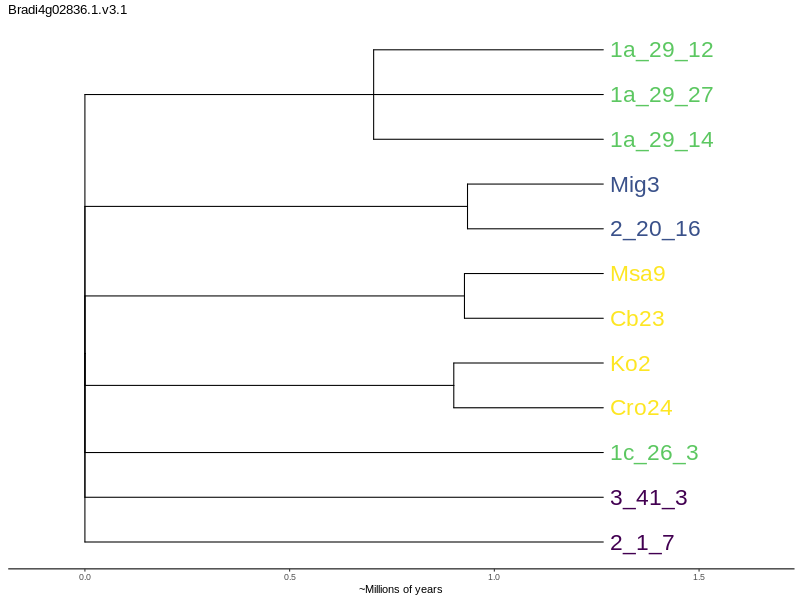 Bradi4g02836.1.v3.1
1a_29_12
1a_29_27
1a_29_14
Mig3
2_20_16
Msa9
Cb23
Ko2
Cro24
1c_26_3
3_41_3
2_1_7
0.0 0.5 1.0 1.5
~Millions of years